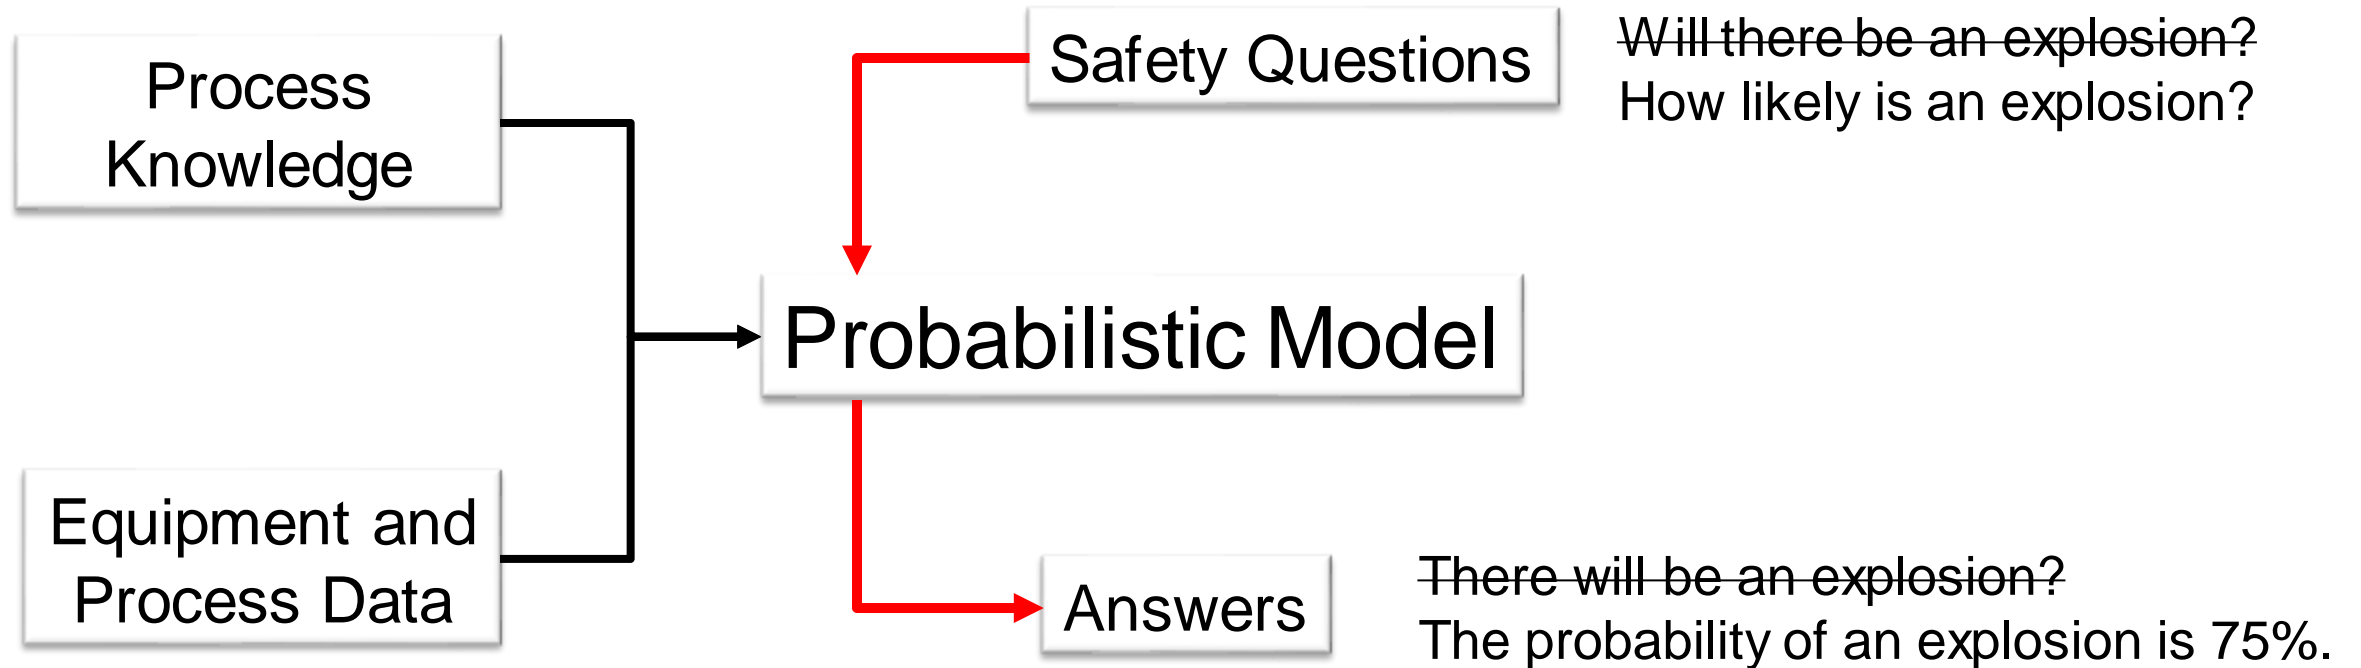 Process
Knowledge
Safety Questions
Will there be an explosion?
How likely is an explosion?
Probabilistic Model
Equipment and
Process Data
Answers
There will be an explosion?
The probability of an explosion is 75%.